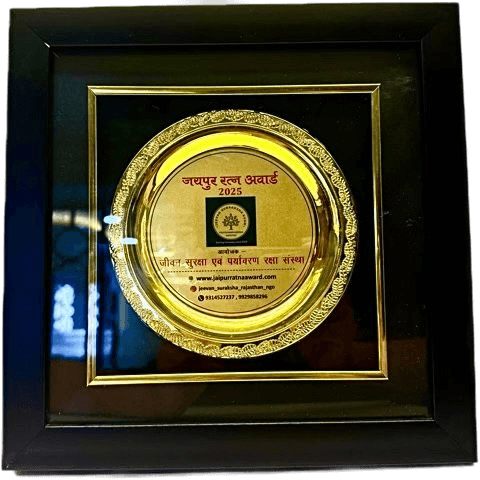 जयपुर रत्न अवार्ड
2025
आयोजक :-
जीवन सुरक्षा एवं पर्यावरण रक्षा संस्था
www.jaipurratnaaward.com
jeevan_suraksha_rajasthan_ngo
9314527237 , 9929858296